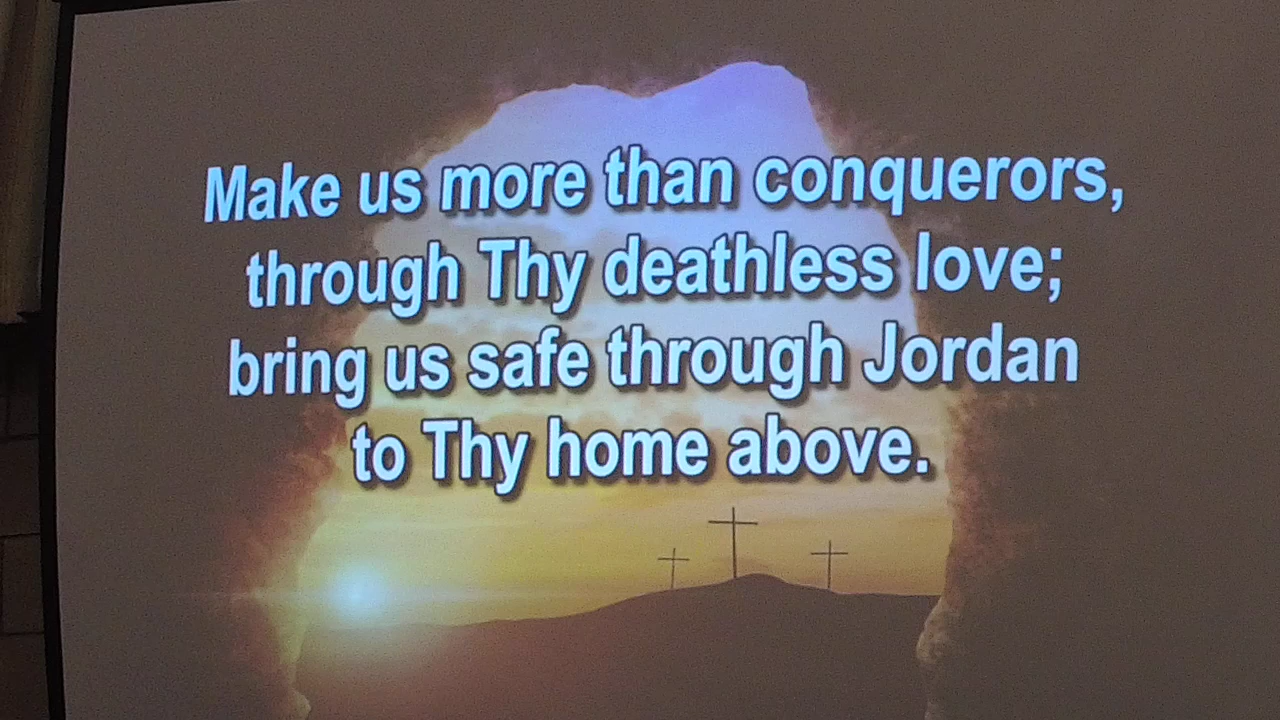 Make us more than conquerors,
through Thy deathless love;
bring us safe through Jordan
to Thy home above.